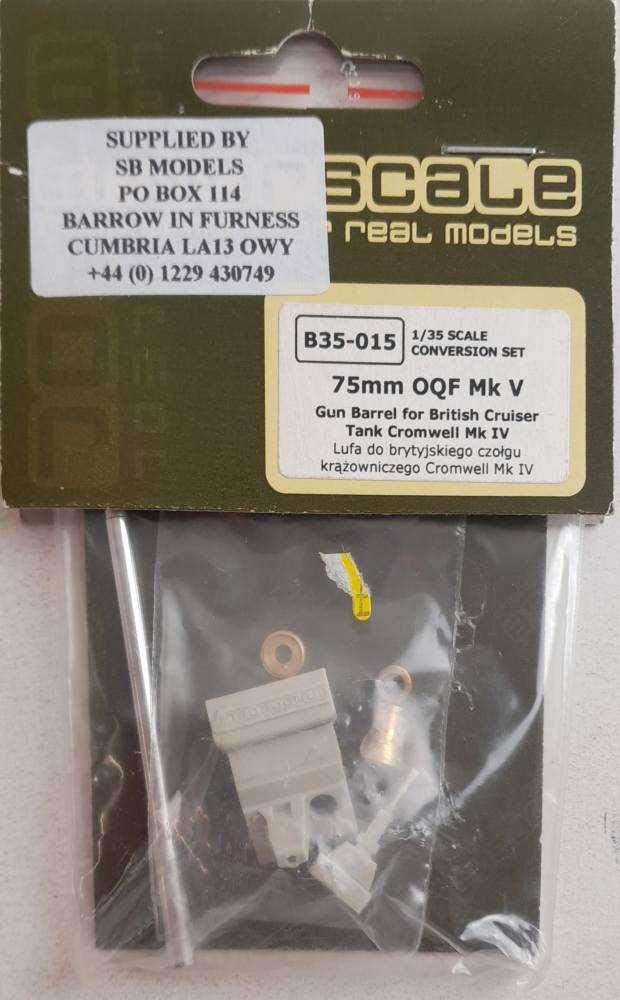 SUPPLIED BY
SB MODELS
PO BOX 114
BARROW IN FURNESS
CUMBRIA LA13 OWY
+44 (0) 1229 430749
scale
real models
B35-015
1/35 SCALE
CONVERSION SET
75mm OQF Mk V
Gun Barrel for British Cruiser
Tank Cromwell Mk IV
Lufa do brytyjskiego czołgu
krążowniczego Cromwell Mk IV